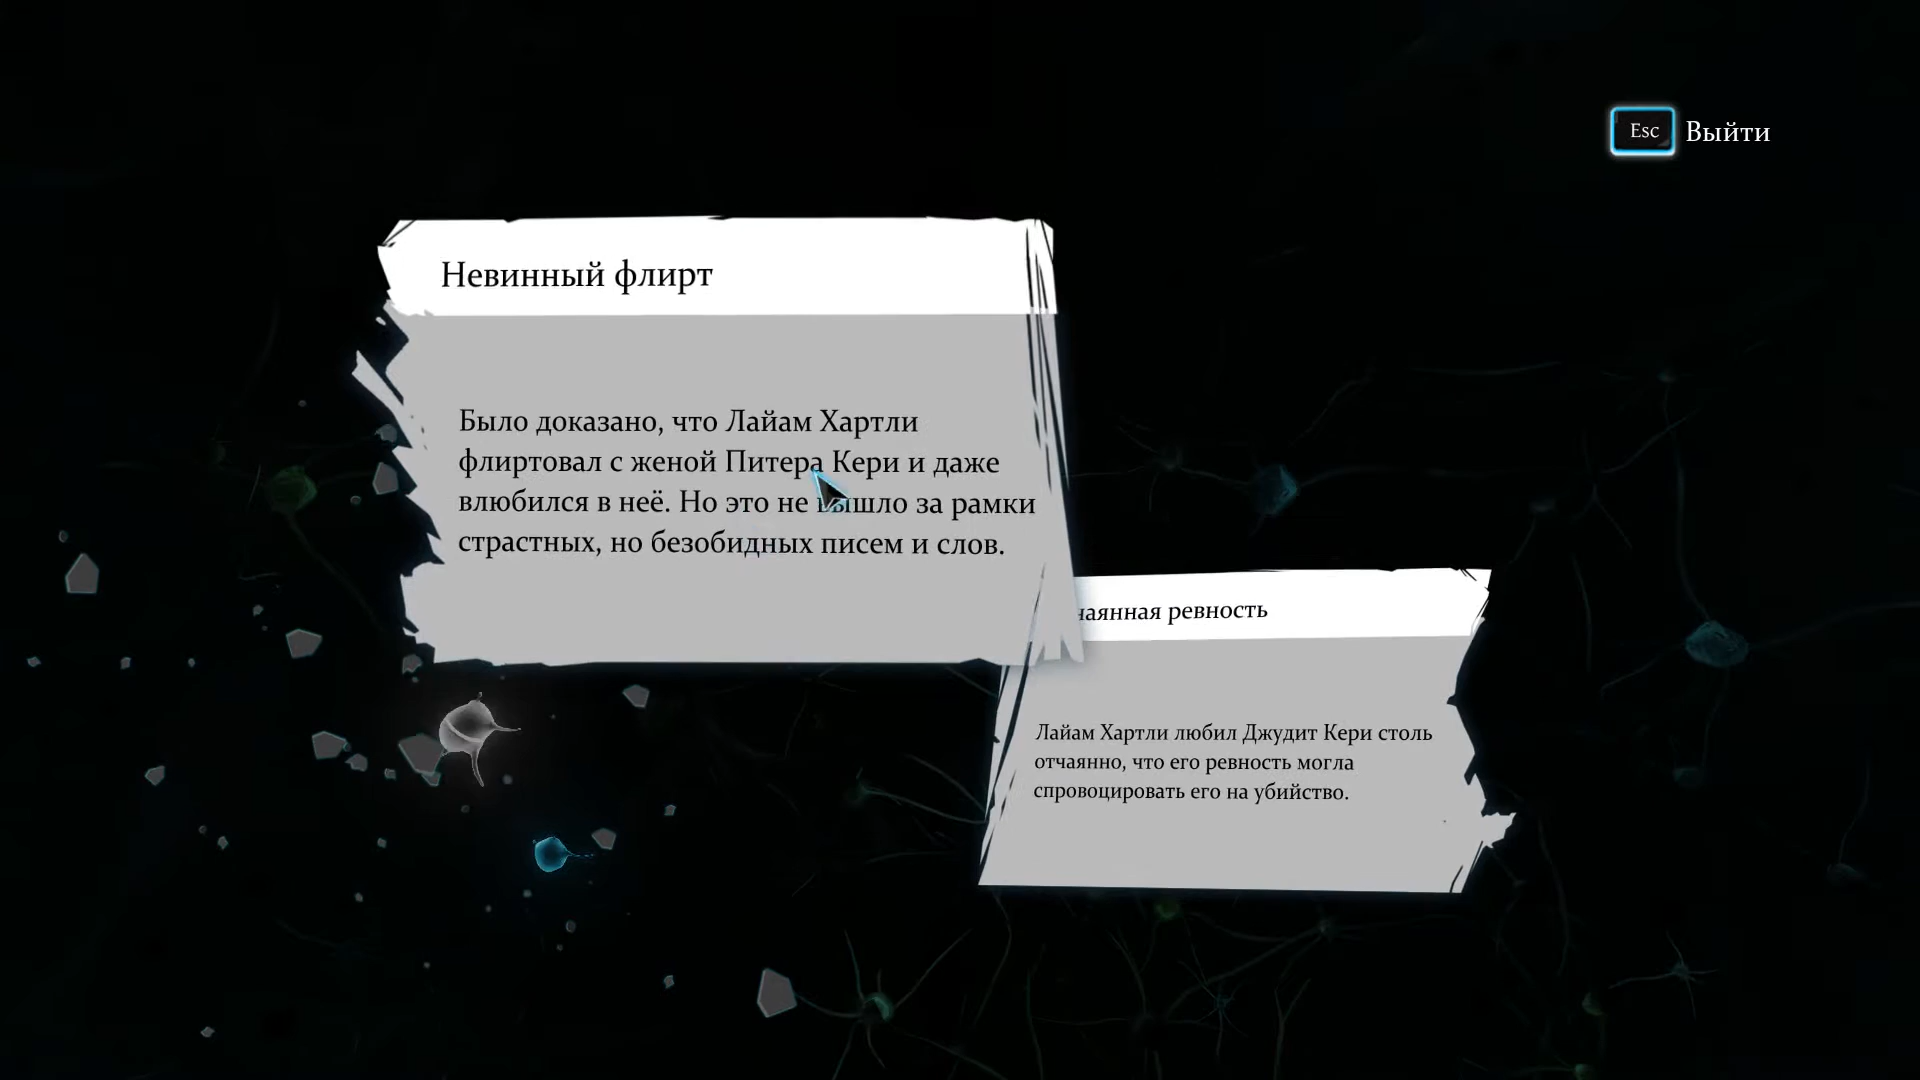 Esc Выйти
Невинный флирт
Было доказано, что Лайам Хартли
флиртовал с женой Питера Кери и даже
влюбился в неё. Но это не вышло за рамки
страстных, но безобидных писем и слов.
чаянная ревность
Лайам Хартли любил Джудит Кери столь
отчаянно, что его ревность могла
спровоцировать его на убийство.